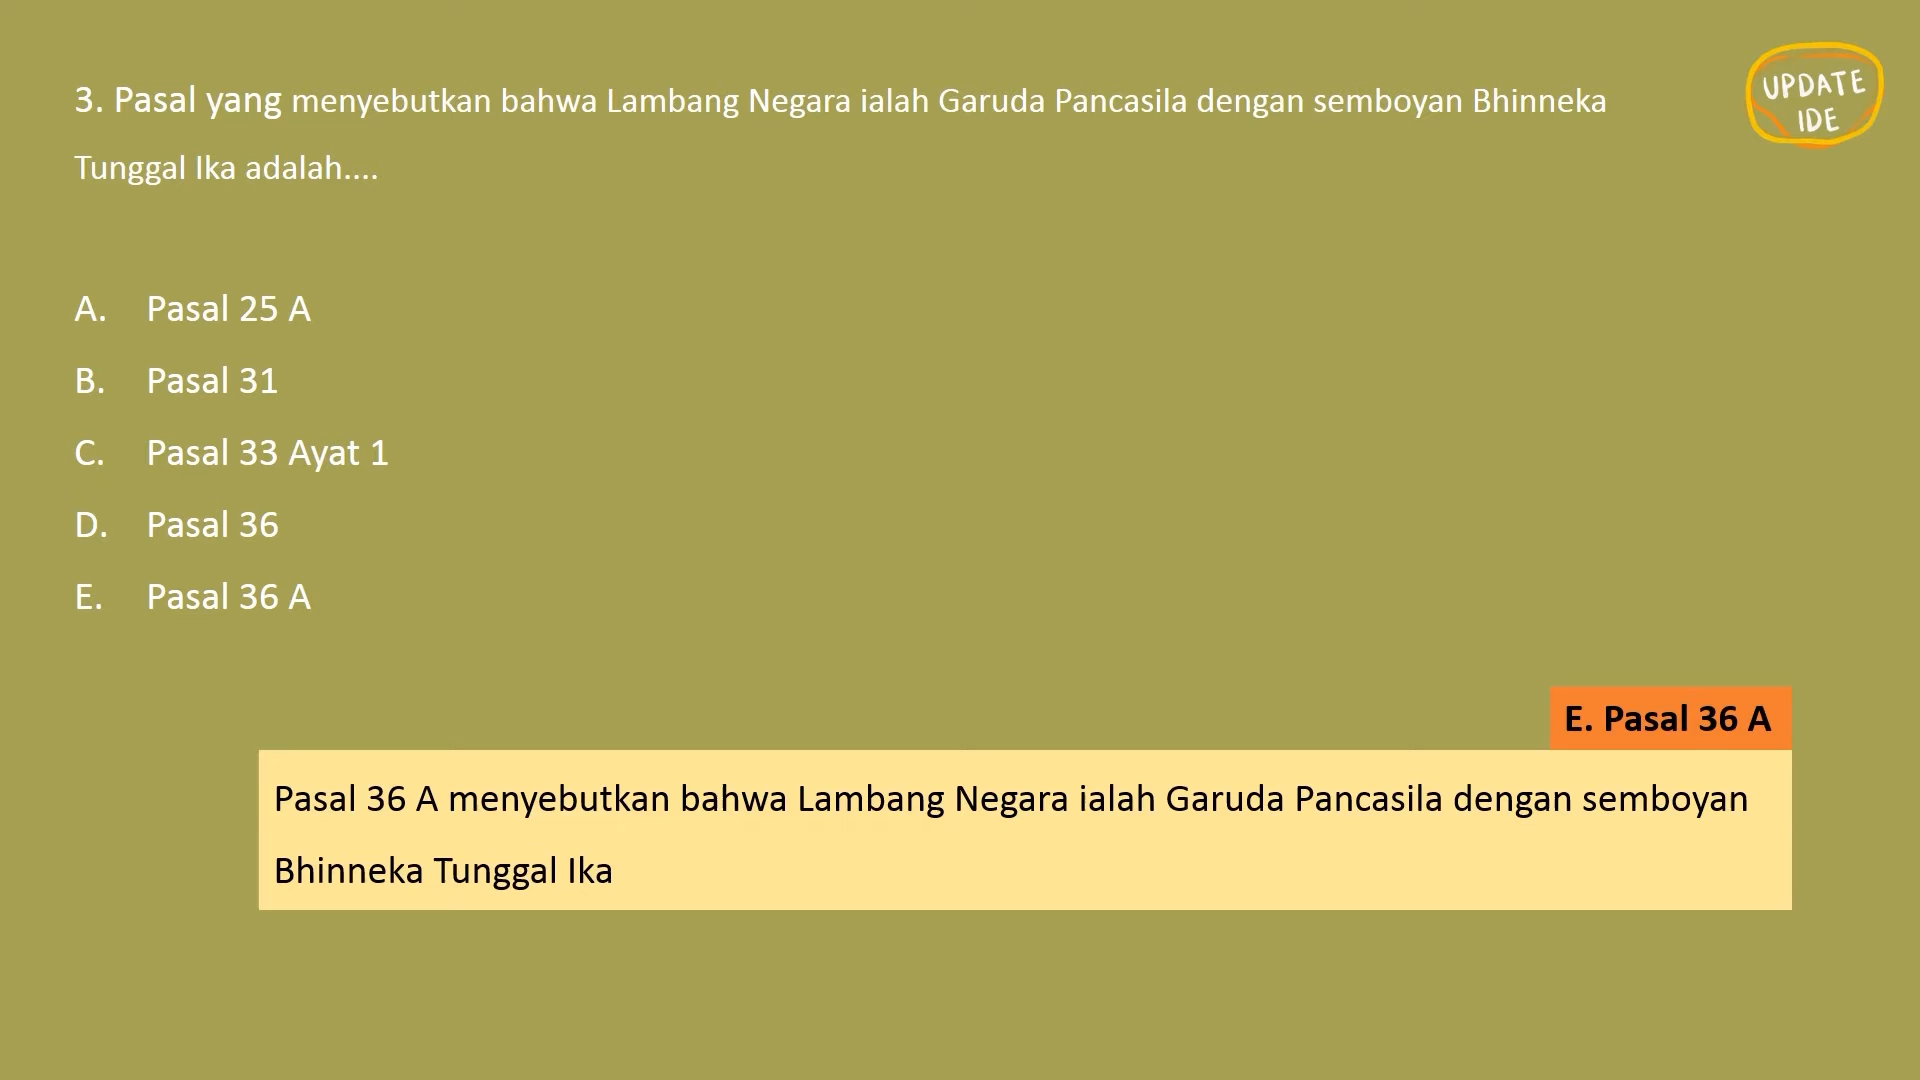 3. Pasal yang menyebutkan bahwa Lambang Negara ialah Garuda Pancasila dengan semboyan Bhinneka
Tunggal Ika adalah....
UPDATE
IDE
A. Pasal 25 A
B. Pasal 31
C. Pasal 33 Ayat 1
D. Pasal 36
E. Pasal 36 A
E. Pasal 36 A
Pasal 36 A menyebutkan bahwa Lambang Negara ialah Garuda Pancasila dengan semboyan
Bhinneka Tunggal Ika